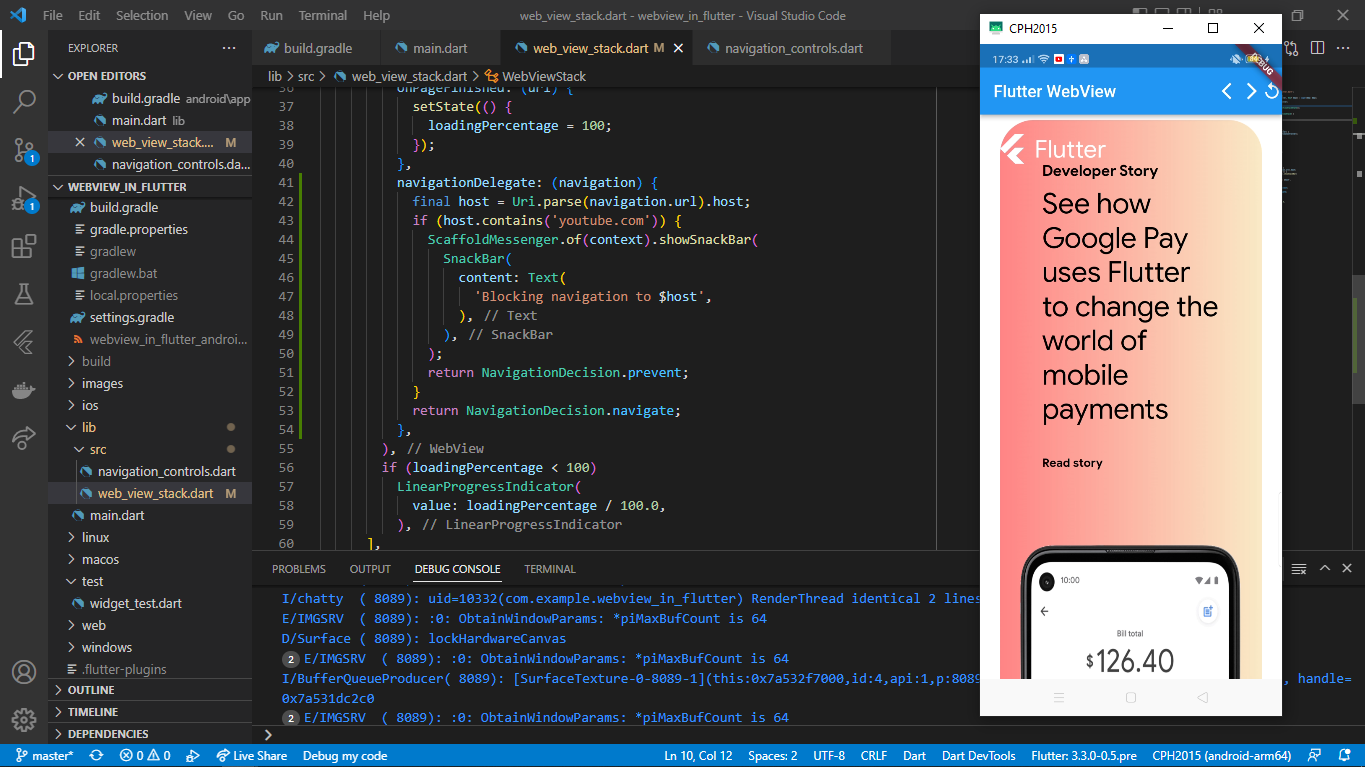 File Edit Selection View Go Run Terminal Help
web_view_stack.dart - webview_in_flutter - Visual Studio Code
EXPLORER
OPEN EDITORS
build.gradle android\app
main.dart lib
web_view_stack.... M
navigation_controls.da...
WEBVIEW_IN_FLUTTER
build.gradle
gradle.properties
gradlew
gradlew.bat
local.properties
settings.gradle
webview_in_flutter_androi...
build
images
ios
lib
src
navigation_controls.dart
web_view_stack.dart M
main.dart
linux
macos
test
widget_test.dart
web
windows
.flutter-plugins
OUTLINE
TIMELINE
DEPENDENCIES
1
1
build.gradle
main.dart
web_view_stack.dart M
navigation_controls.dart
lib > src > web_view_stack.dart > WebViewStack
36 onPageFinished: (url) {
37 setState(() {
38 loadingPercentage = 100;
39 });
40 },
41 navigationDelegate: (navigation) {
42 final host = Uri.parse(navigation.url).host;
43 if (host.contains('youtube.com')) {
44 ScaffoldMessenger.of(context).showSnackBar(
45 SnackBar(
46 content: Text(
47 'Blocking navigation to $host',
48 ), // Text
49 ), // SnackBar
50 );
51 return NavigationDecision.prevent;
52 }
53 return NavigationDecision.navigate;
54 },
55 ), // WebView
56 if (loadingPercentage < 100)
57 LinearProgressIndicator(
58 value: loadingPercentage / 100.0,
59 ), // LinearProgressIndicator
60 ],
PROBLEMS OUTPUT DEBUG CONSOLE TERMINAL
I/chatty ( 8089): uid=10332(com.example.webview_in_flutter) RenderThread identical 2 lines
E/IMGSRV ( 8089): :0: ObtainWindowParams: *piMaxBufCount is 64
D/Surface ( 8089): lockHardwareCanvas
2 E/IMGSRV ( 8089): :0: ObtainWindowParams: *piMaxBufCount is 64
I/BufferQueueProducer( 8089): [SurfaceTexture-0-8089-1](this:0x7a532f7000,id:4,api:1,p:8089 , handle=
0x7a531dc2c0
2 E/IMGSRV ( 8089): :0: ObtainWindowParams: *piMaxBufCount is 64
CPH2015
17:33
DEBUG
Flutter WebView
Flutter
Developer Story
See how
Google Pay
uses Flutter
to change the
world of
mobile
payments
Read story
10:00
Bill total
$126.40
master* 0 0 Live Share Debug my code Ln 10, Col 12 Spaces: 2 UTF-8 CRLF Dart Dart DevTools Flutter: 3.3.0-0.5.pre CPH2015 (android-arm64)